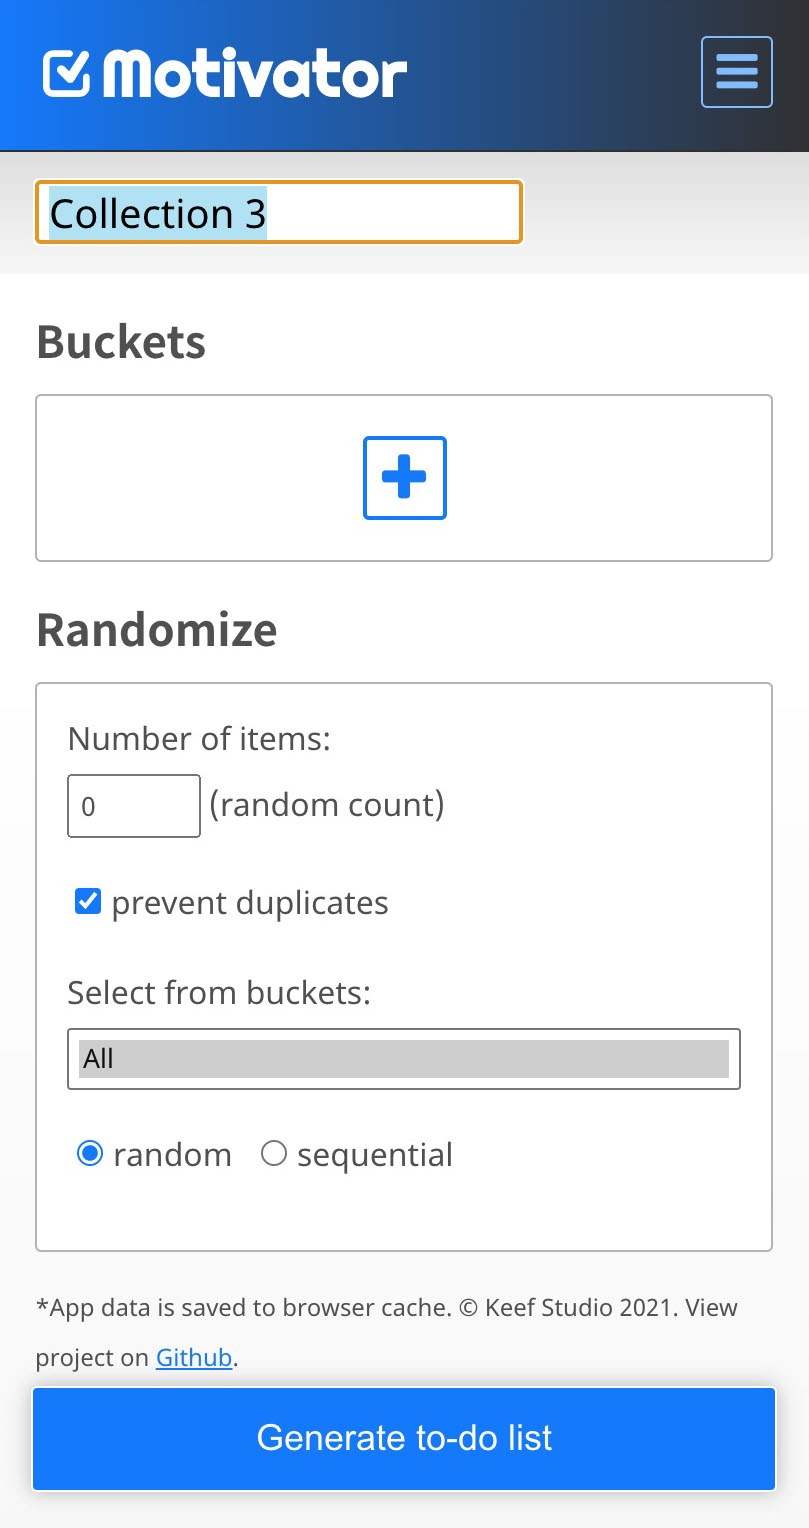 Motivator
Collection 3
Buckets
Randomize
Number of items:
0 (random count)
prevent duplicates
Select from buckets:
All
random sequential
*App data is saved to browser cache. © Keef Studio 2021. View
project on Github.
Generate to-do list